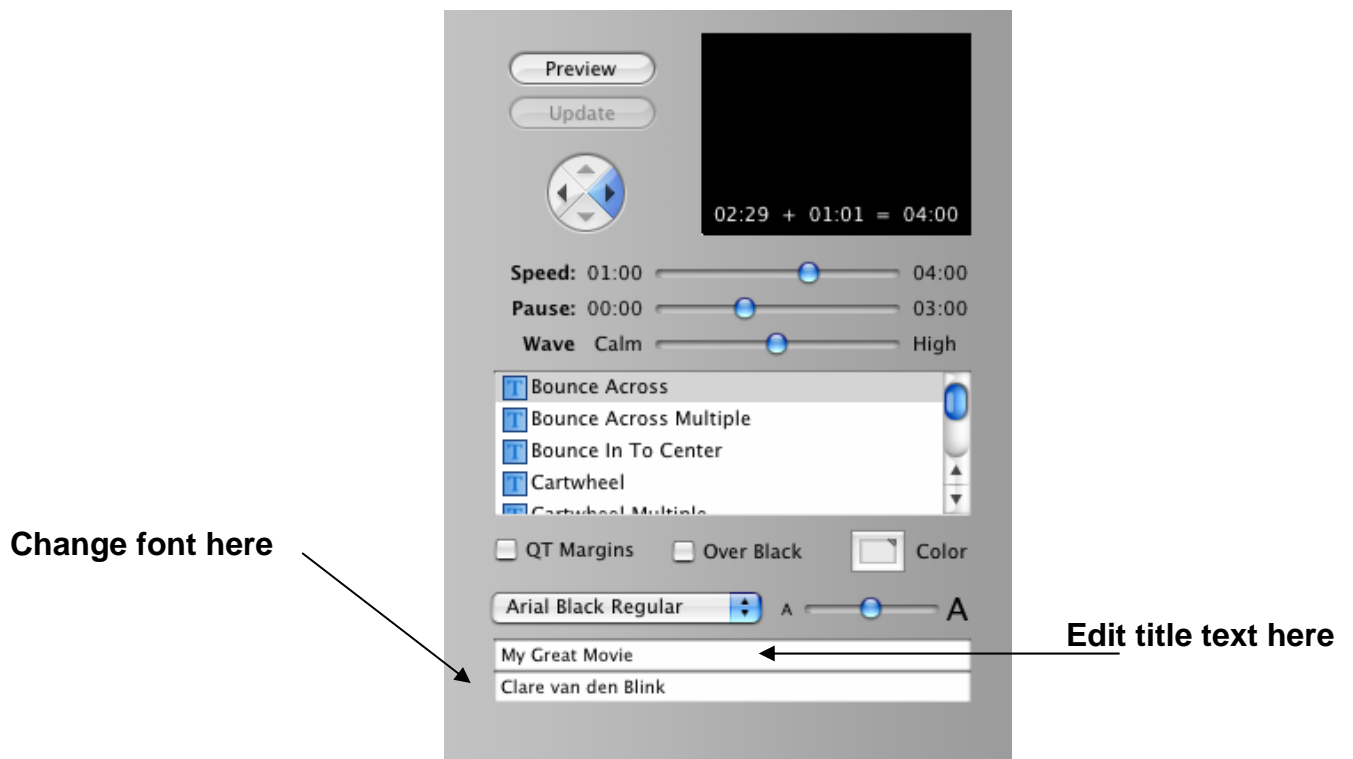 Preview
Update
02:29 + 01:01 = 04:00
Speed: 01:00 04:00
Pause: 00:00 03:00
Wave Calm High
T Bounce Across
T Bounce Across Multiple
T Bounce In To Center
T Cartwheel
T Cartwheel Multiple
Change font here
QT Margins Over Black Color
Arial Black Regular A A
Edit title text here
My Great Movie
Clare van den Blink